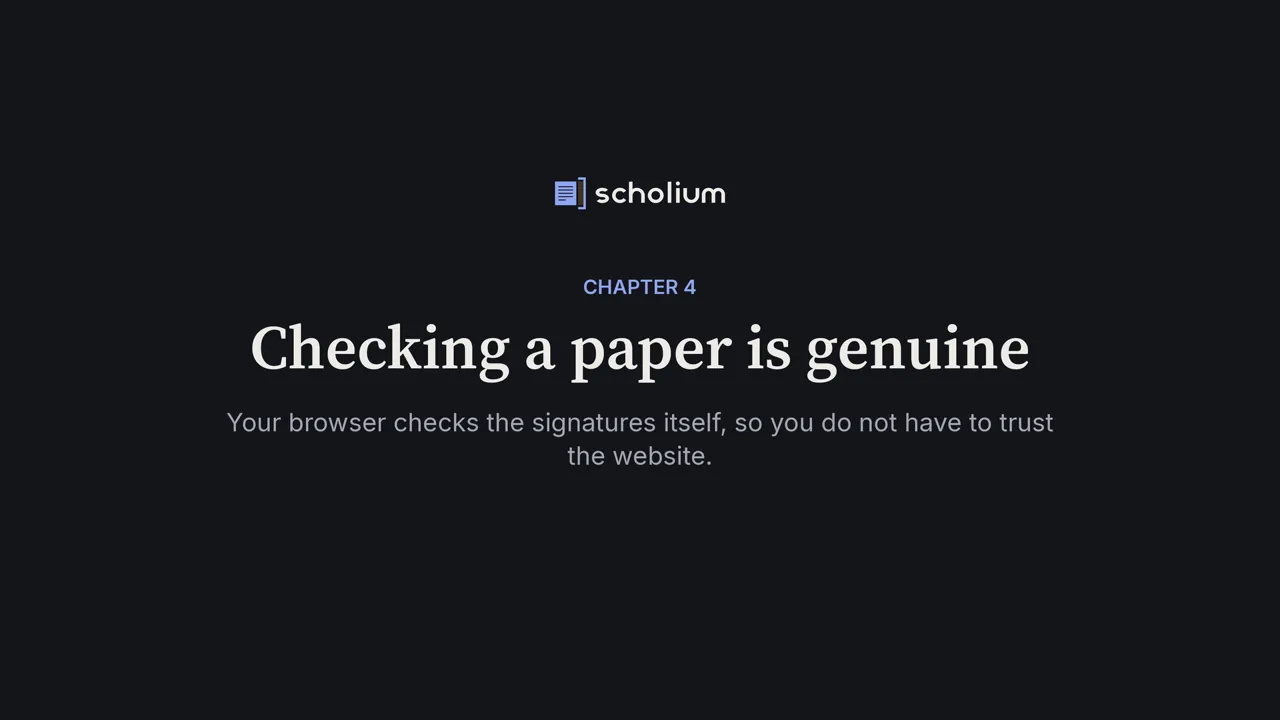 scholium
CHAPTER 4
Checking a paper is genuine
Your browser checks the signatures itself, so you do not have to trust
the website.